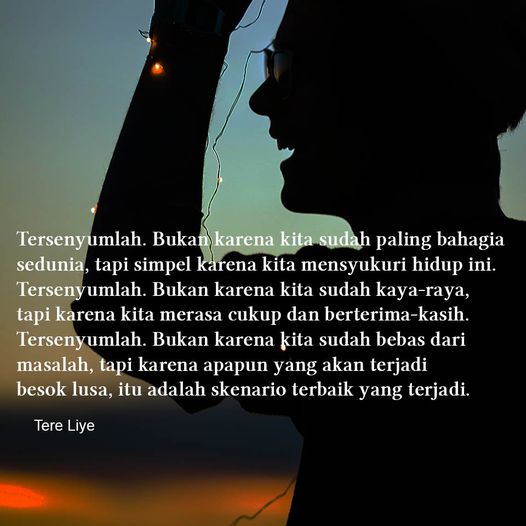 Tersenyumlah. Bukan karena kita sudah paling bahagia
sedunia, tapi simpel karena kita mensyukuri hidup ini.
Tersenyumlah. Bukan karena kita sudah kaya-raya,
tapi karena kita merasa cukup dan berterima-kasih.
Tersenyumlah. Bukan karena kita sudah bebas dari
masalah, tapi karena apapun yang akan terjadi
besok lusa, itu adalah skenario terbaik yang terjadi.
Tere Liye